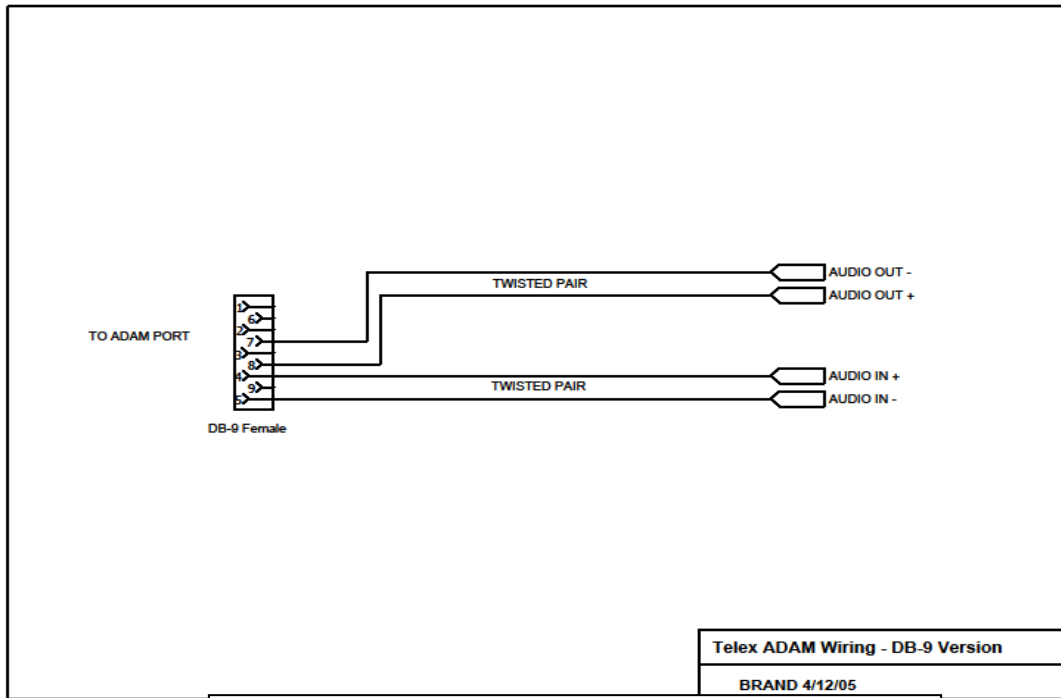 AUDIO OUT -
TWISTED PAIR
AUDIO OUT +
1
6
2
TO ADAM PORT
7
3
8
4
AUDIO IN +
TWISTED PAIR
9
5
AUDIO IN -
DB-9 Female
Telex ADAM Wiring - DB-9 Version
BRAND 4/12/05